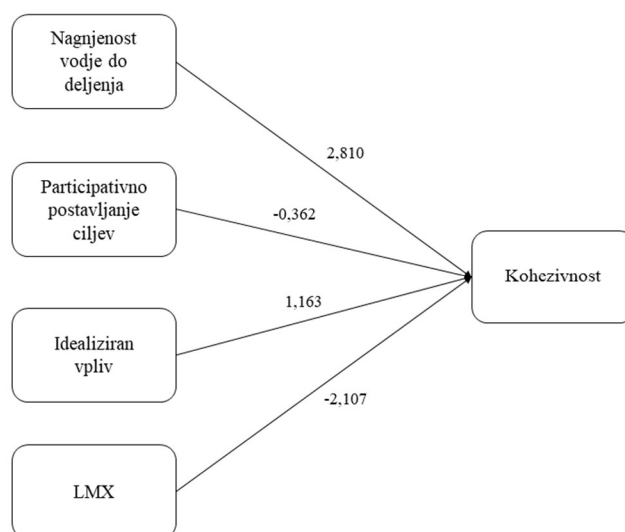 Nagnjenost
vodje do
deljenja
2,810
Participativno
postavljanje
ciljev
-0,362
Kohezivnost
1,163
Idealiziran
vpliv
-2,107
LMX